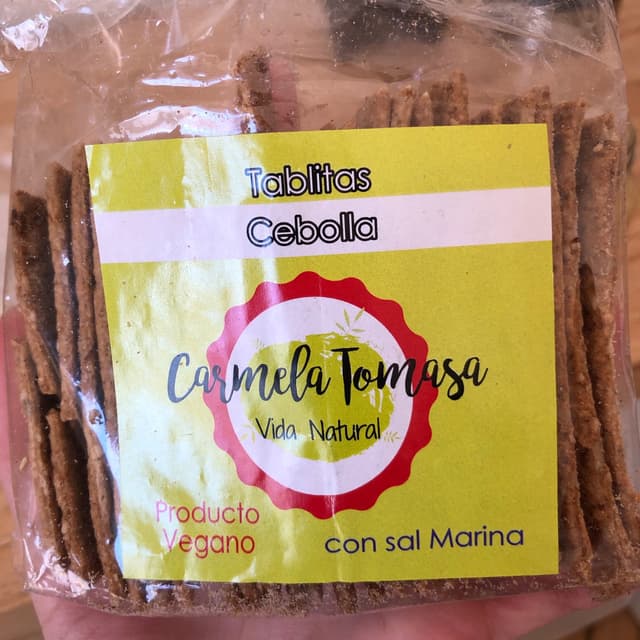 Tablitas
Cebolla
Carmela Tomasa
Vida Natural
Producto
Vegano
con sal Marina